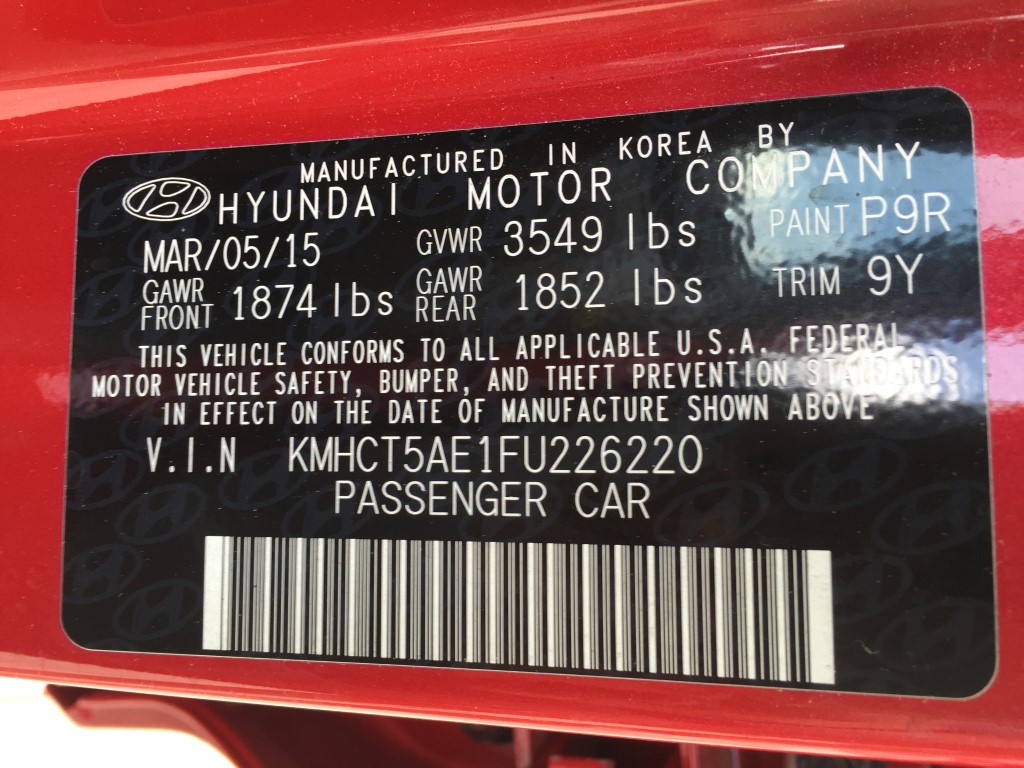 MANUFACTURED IN KOREA BY
HYUNDAI MOTOR COMPANY
MAR/05/15 GVWR 3549 lbs PAINT P9R
GAWR FRONT 1874 lbs GAWR REAR 1852 lbs TRIM 9Y
THIS VEHICLE CONFORMS TO ALL APPLICABLE U.S.A. FEDERAL
MOTOR VEHICLE SAFETY, BUMPER, AND THEFT PREVENTION STANDARDS
IN EFFECT ON THE DATE OF MANUFACTURE SHOWN ABOVE
V.I.N KMHCT5AE1FU226220
PASSENGER CAR